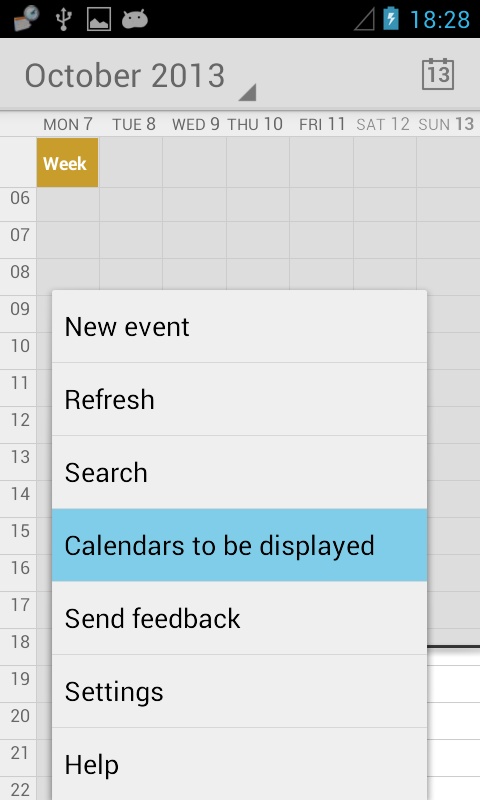 18:28
October 2013
13
MON 7 TUE 8 WED 9 THU 10 FRI 11 SAT 12 SUN 13
Week
06
07
08
09
New event
10
11
Refresh
12
13
Search
14
15
Calendars to be displayed
16
17
Send feedback
18
19
Settings
20
21
Help
22